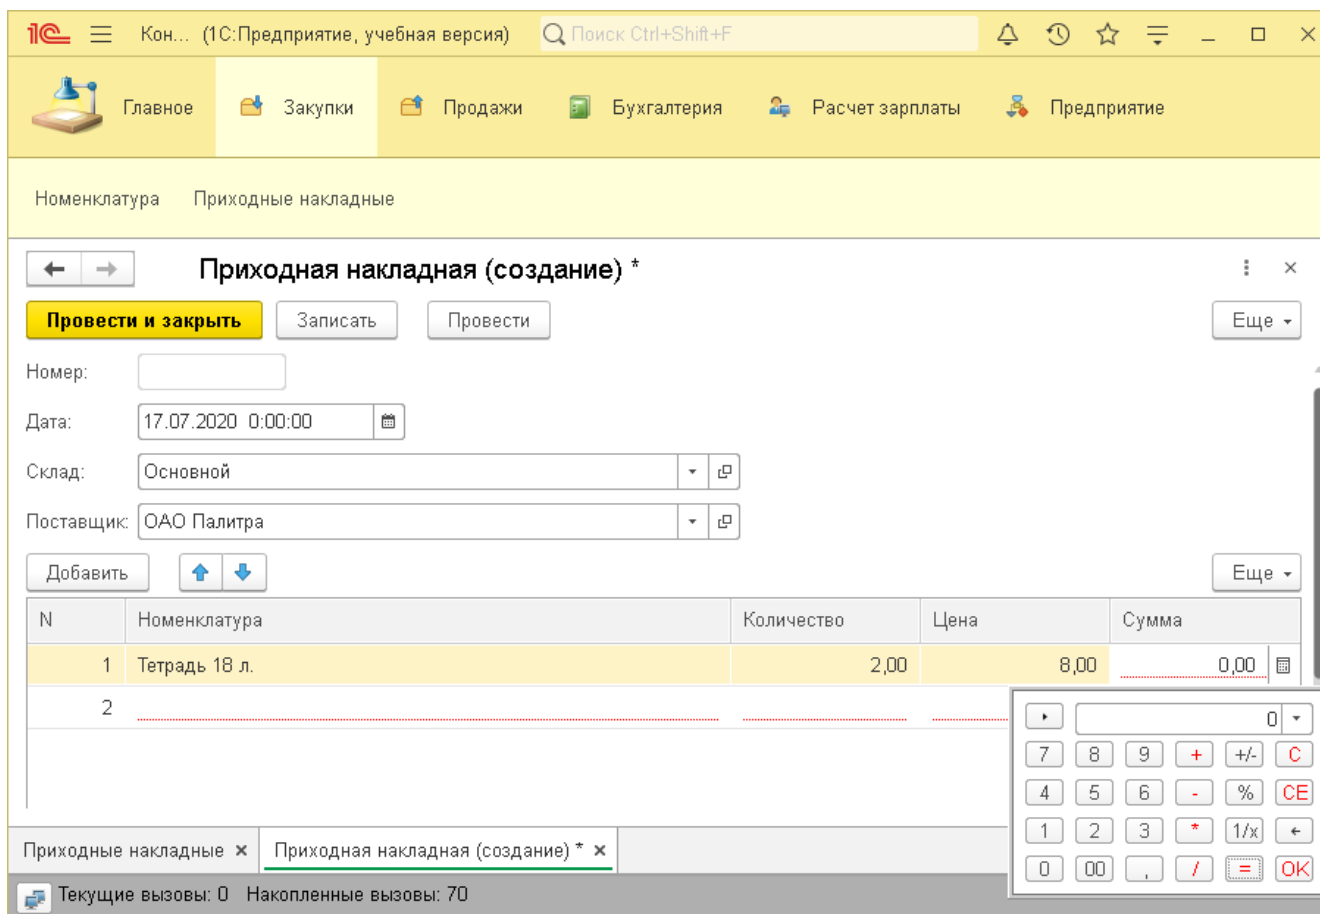 1С Кон... (1С:Предприятие, учебная версия) Поиск Ctrl+Shift+F
Главное Закупки Продажи Бухгалтерия Расчет зарплаты Предприятие
Номенклатура Приходные накладные
Приходная накладная (создание) *
Провести и закрыть Записать Провести Еще
Номер:
Дата: 17.07.2020 0:00:00
Склад: Основной
Поставщик: ОАО Палитра
Добавить Еще
N Номенклатура Количество Цена Сумма
1 Тетрадь 18 л. 2,00 8,00 0,00
2
0
7 8 9 + +/- C
4 5 6 - % CE
1 2 3 * 1/x ←
0 00 , / = OK
Приходные накладные × Приходная накладная (создание) * ×
Текущие вызовы: 0 Накопленные вызовы: 70